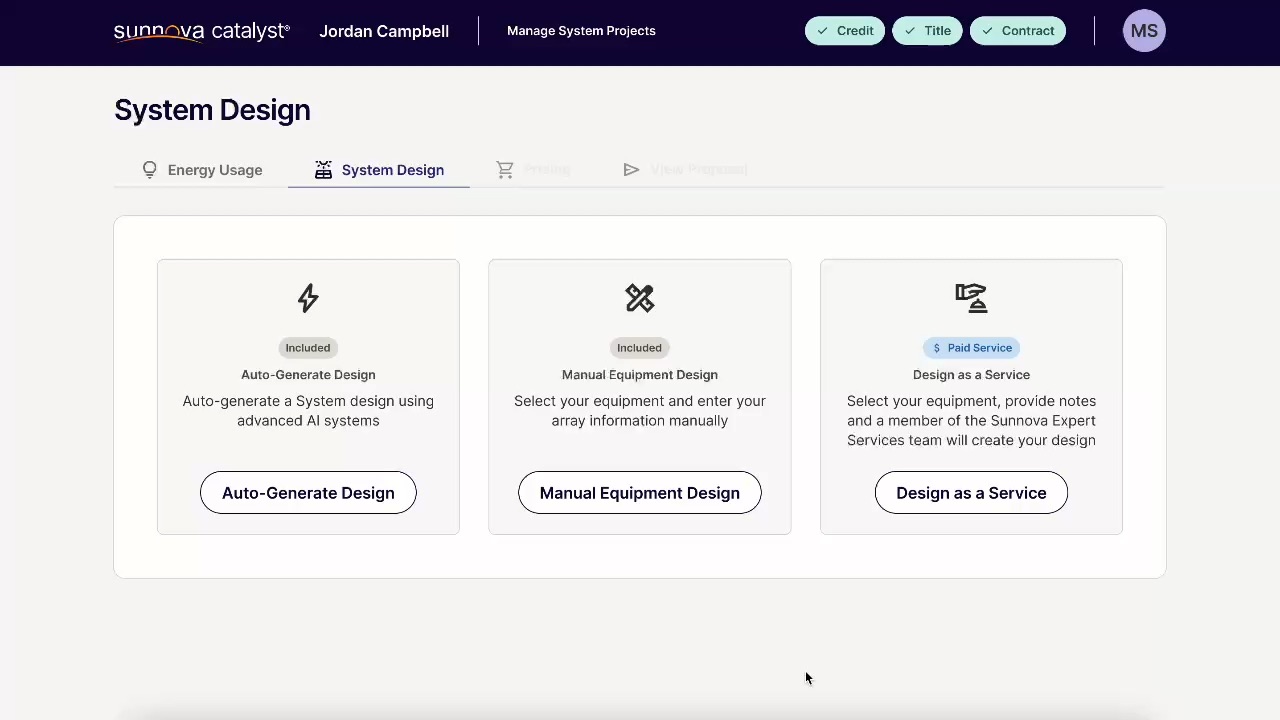 sunnova catalyst®
Jordan Campbell
Manage System Projects
Credit
Title
Contract
MS
System Design
Energy Usage
System Design
Pricing
View Proposal
Included
Auto-Generate Design
Auto-generate a System design using
advanced AI systems
Auto-Generate Design
Included
Manual Equipment Design
Select your equipment and enter your
array information manually
Manual Equipment Design
$ Paid Service
Design as a Service
Select your equipment, provide notes
and a member of the Sunnova Expert
Services team will create your design
Design as a Service